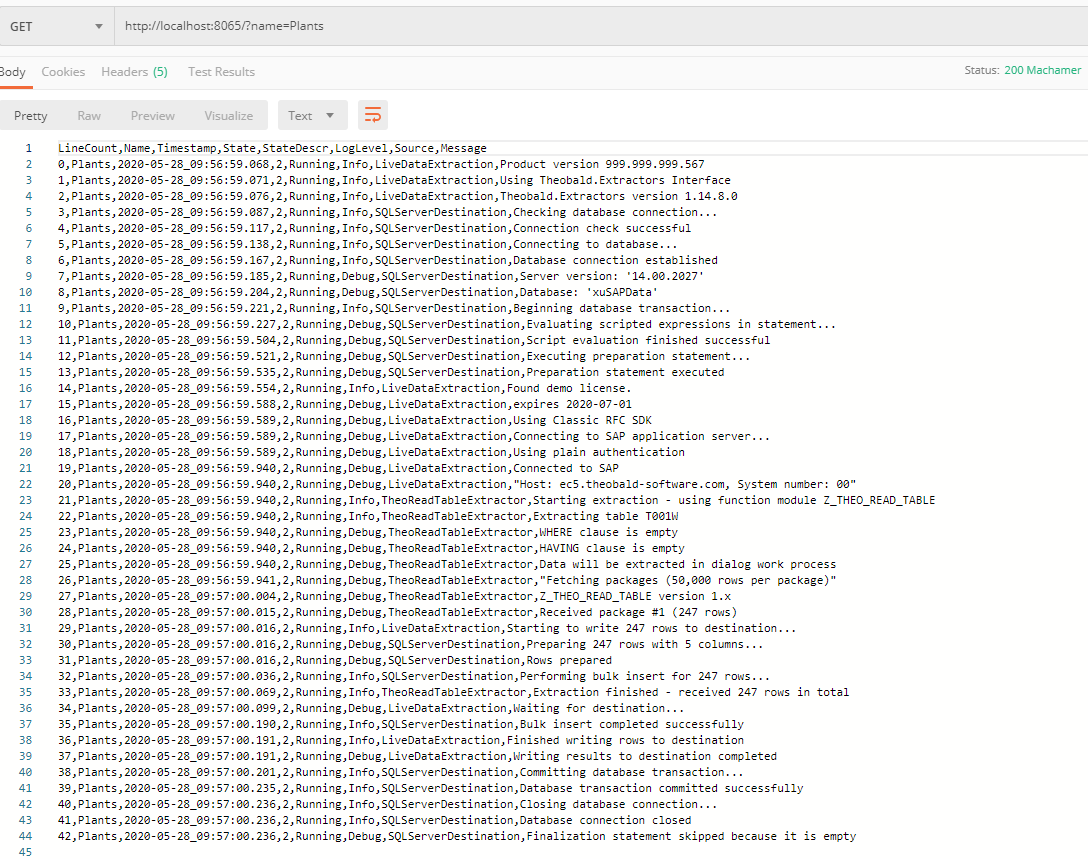 GET
http://localhost:8065/?name=Plants
Body Cookies Headers (5) Test Results Status: 200 Machamer
Pretty Raw Preview Visualize Text
1 LineCount,Name,Timestamp,State,StateDescr,LogLevel,Source,Message
2 0,Plants,2020-05-28_09:56:59.068,2,Running,Info,LiveDataExtraction,Product version 999.999.999.567
3 1,Plants,2020-05-28_09:56:59.071,2,Running,Info,LiveDataExtraction,Using Theobald.Extractors Interface
4 2,Plants,2020-05-28_09:56:59.076,2,Running,Info,LiveDataExtraction,Theobald.Extractors version 1.14.8.0
5 3,Plants,2020-05-28_09:56:59.087,2,Running,Info,SQLServerDestination,Checking database connection...
6 4,Plants,2020-05-28_09:56:59.117,2,Running,Info,SQLServerDestination,Connection check successful
7 5,Plants,2020-05-28_09:56:59.138,2,Running,Info,SQLServerDestination,Connecting to database...
8 6,Plants,2020-05-28_09:56:59.167,2,Running,Info,SQLServerDestination,Database connection established
9 7,Plants,2020-05-28_09:56:59.185,2,Running,Debug,SQLServerDestination,Server version: '14.00.2027'
10 8,Plants,2020-05-28_09:56:59.204,2,Running,Debug,SQLServerDestination,Database: 'xuSAPData'
11 9,Plants,2020-05-28_09:56:59.221,2,Running,Info,SQLServerDestination,Beginning database transaction...
12 10,Plants,2020-05-28_09:56:59.227,2,Running,Debug,SQLServerDestination,Evaluating scripted expressions in statement...
13 11,Plants,2020-05-28_09:56:59.504,2,Running,Debug,SQLServerDestination,Script evaluation finished successful
14 12,Plants,2020-05-28_09:56:59.521,2,Running,Debug,SQLServerDestination,Executing preparation statement...
15 13,Plants,2020-05-28_09:56:59.535,2,Running,Debug,SQLServerDestination,Preparation statement executed
16 14,Plants,2020-05-28_09:56:59.554,2,Running,Info,LiveDataExtraction,Found demo license.
17 15,Plants,2020-05-28_09:56:59.588,2,Running,Debug,LiveDataExtraction,expires 2020-07-01
18 16,Plants,2020-05-28_09:56:59.589,2,Running,Debug,LiveDataExtraction,Using Classic RFC SDK
19 17,Plants,2020-05-28_09:56:59.589,2,Running,Debug,LiveDataExtraction,Connecting to SAP application server...
20 18,Plants,2020-05-28_09:56:59.589,2,Running,Debug,LiveDataExtraction,Using plain authentication
21 19,Plants,2020-05-28_09:56:59.940,2,Running,Debug,LiveDataExtraction,Connected to SAP
22 20,Plants,2020-05-28_09:56:59.940,2,Running,Debug,LiveDataExtraction,"Host: ec5.theobald-software.com, System number: 00"
23 21,Plants,2020-05-28_09:56:59.940,2,Running,Info,TheoReadTableExtractor,Starting extraction - using function module Z_THEO_READ_TABLE
24 22,Plants,2020-05-28_09:56:59.940,2,Running,Info,TheoReadTableExtractor,Extracting table T001W
25 23,Plants,2020-05-28_09:56:59.940,2,Running,Debug,TheoReadTableExtractor,WHERE clause is empty
26 24,Plants,2020-05-28_09:56:59.940,2,Running,Debug,TheoReadTableExtractor,HAVING clause is empty
27 25,Plants,2020-05-28_09:56:59.940,2,Running,Debug,TheoReadTableExtractor,Data will be extracted in dialog work process
28 26,Plants,2020-05-28_09:56:59.941,2,Running,Debug,TheoReadTableExtractor,"Fetching packages (50,000 rows per package)"
29 27,Plants,2020-05-28_09:57:00.004,2,Running,Debug,TheoReadTableExtractor,Z_THEO_READ_TABLE version 1.x
30 28,Plants,2020-05-28_09:57:00.015,2,Running,Debug,TheoReadTableExtractor,Received package #1 (247 rows)
31 29,Plants,2020-05-28_09:57:00.016,2,Running,Info,LiveDataExtraction,Starting to write 247 rows to destination...
32 30,Plants,2020-05-28_09:57:00.016,2,Running,Debug,SQLServerDestination,Preparing 247 rows with 5 columns...
33 31,Plants,2020-05-28_09:57:00.016,2,Running,Debug,SQLServerDestination,Rows prepared
34 32,Plants,2020-05-28_09:57:00.036,2,Running,Info,SQLServerDestination,Performing bulk insert for 247 rows...
35 33,Plants,2020-05-28_09:57:00.069,2,Running,Info,TheoReadTableExtractor,Extraction finished - received 247 rows in total
36 34,Plants,2020-05-28_09:57:00.099,2,Running,Debug,LiveDataExtraction,Waiting for destination...
37 35,Plants,2020-05-28_09:57:00.190,2,Running,Info,SQLServerDestination,Bulk insert completed successfully
38 36,Plants,2020-05-28_09:57:00.191,2,Running,Info,LiveDataExtraction,Finished writing rows to destination
39 37,Plants,2020-05-28_09:57:00.191,2,Running,Debug,LiveDataExtraction,Writing results to destination completed
40 38,Plants,2020-05-28_09:57:00.201,2,Running,Info,SQLServerDestination,Committing database transaction...
41 39,Plants,2020-05-28_09:57:00.235,2,Running,Info,SQLServerDestination,Database transaction committed successfully
42 40,Plants,2020-05-28_09:57:00.236,2,Running,Info,SQLServerDestination,Closing database connection...
43 41,Plants,2020-05-28_09:57:00.236,2,Running,Info,SQLServerDestination,Database connection closed
44 42,Plants,2020-05-28_09:57:00.236,2,Running,Debug,SQLServerDestination,Finalization statement skipped because it is empty
45